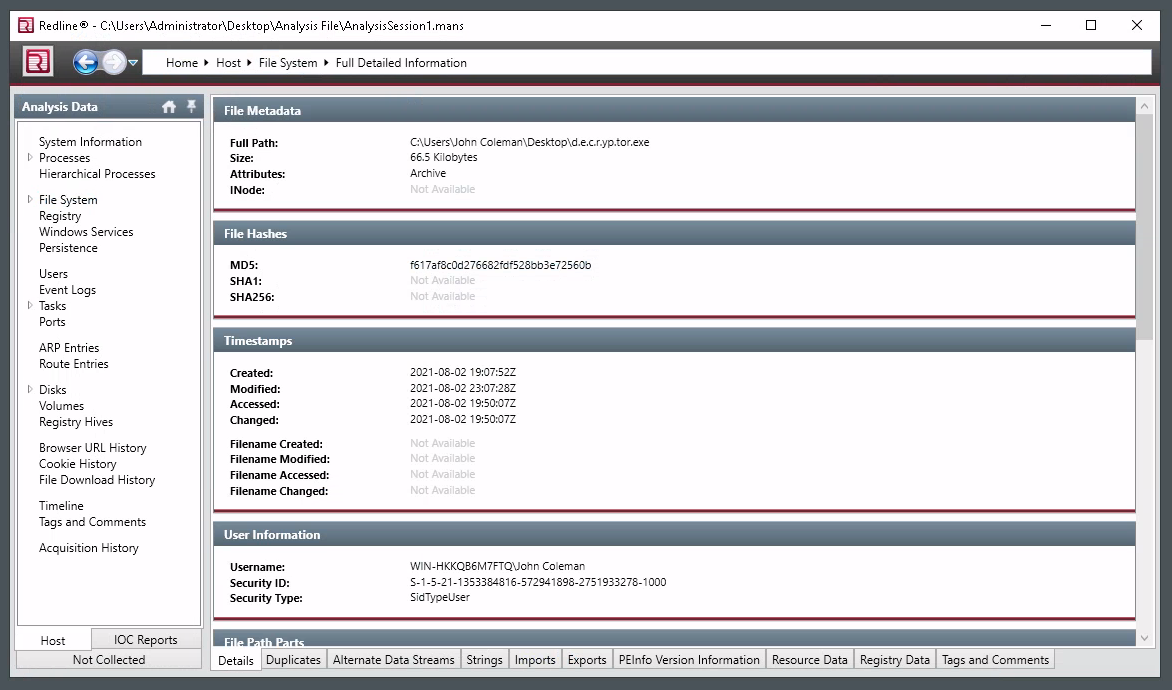 Redline® - C:\Users\Administrator\Desktop\Analysis File\AnalysisSession1.mans
Home Host File System Full Detailed Information
Analysis Data
System Information
Processes
Hierarchical Processes
File System
Registry
Windows Services
Persistence
Users
Event Logs
Tasks
Ports
ARP Entries
Route Entries
Disks
Volumes
Registry Hives
Browser URL History
Cookie History
File Download History
Timeline
Tags and Comments
Acquisition History
Host IOC Reports
Not Collected
File Metadata
Full Path: C:\Users\John Coleman\Desktop\d.e.c.r.yp.tor.exe
Size: 66.5 Kilobytes
Attributes: Archive
INode: Not Available
File Hashes
MD5: f617af8c0d276682fdf528bb3e72560b
SHA1: Not Available
SHA256: Not Available
Timestamps
Created: 2021-08-02 19:07:52Z
Modified: 2021-08-02 23:07:28Z
Accessed: 2021-08-02 19:50:07Z
Changed: 2021-08-02 19:50:07Z
Filename Created: Not Available
Filename Modified: Not Available
Filename Accessed: Not Available
Filename Changed: Not Available
User Information
Username: WIN-HKKQB6M7FTQ\John Coleman
Security ID: S-1-5-21-1353384816-572941898-2751933278-1000
Security Type: SidTypeUser
File Path Parts
Details Duplicates Alternate Data Streams Strings Imports Exports PEInfo Version Information Resource Data Registry Data Tags and Comments